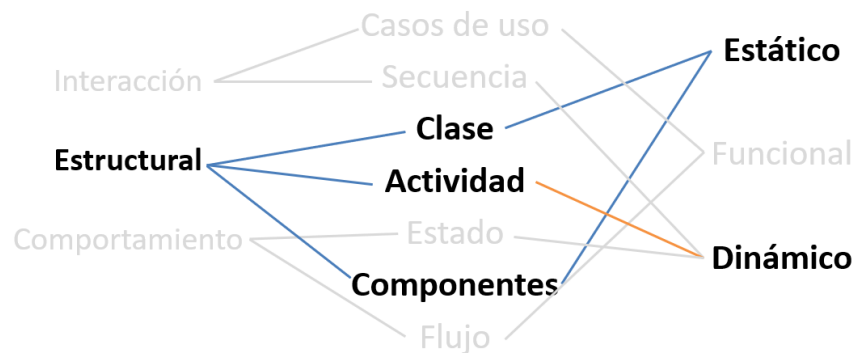 Casos de uso
Estático
Interacción
Secuencia
Clase
Estructural
Funcional
Actividad
Comportamiento
Estado
Dinámico
Componentes
Flujo